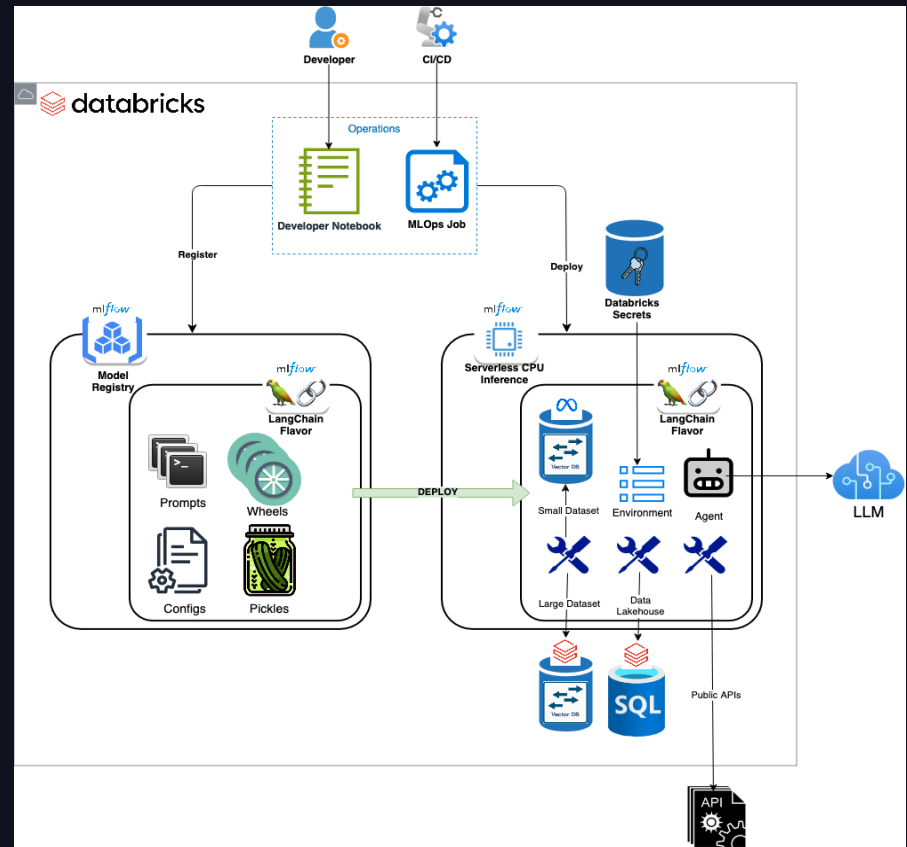 Developer
CI/CD
databricks
Operations
Developer Notebook
MLOps Job
Register
Deploy
Databricks
Secrets
mlflow
Model
Registry
mlflow
Serverless CPU
Inference
mlflow
LangChain
Flavor
mlflow
LangChain
Flavor
>_
Prompts
Wheels
Configs
Pickles
DEPLOY
Vector DB
Small Dataset
Environment
Agent
LLM
Large Dataset
Data
Lakehouse
Vector DB
SQL
Public APIs
API